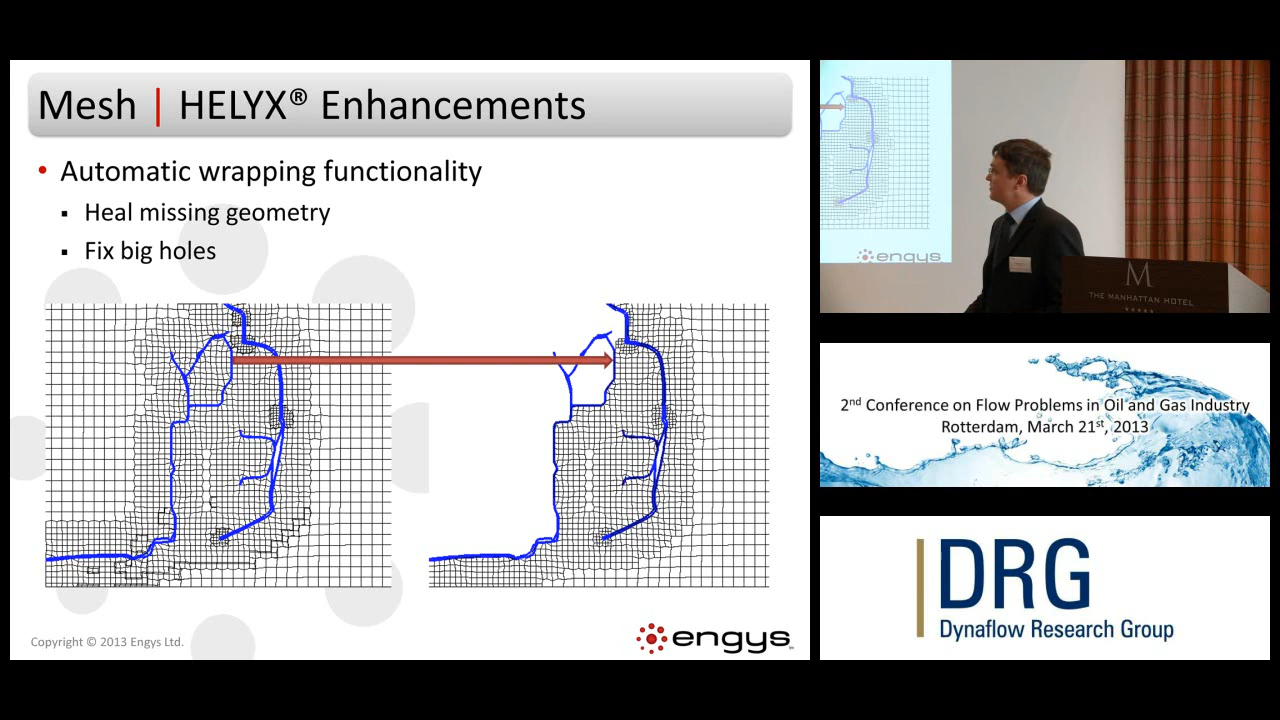 Mesh | HELYX® Enhancements
• Automatic wrapping functionality
▪ Heal missing geometry
▪ Fix big holes
Copyright © 2013 Engys Ltd.
engys
engys
M
THE MANHATTAN HOTEL
2nd Conference on Flow Problems in Oil and Gas Industry
Rotterdam, March 21st, 2013
DRG
Dynaflow Research Group